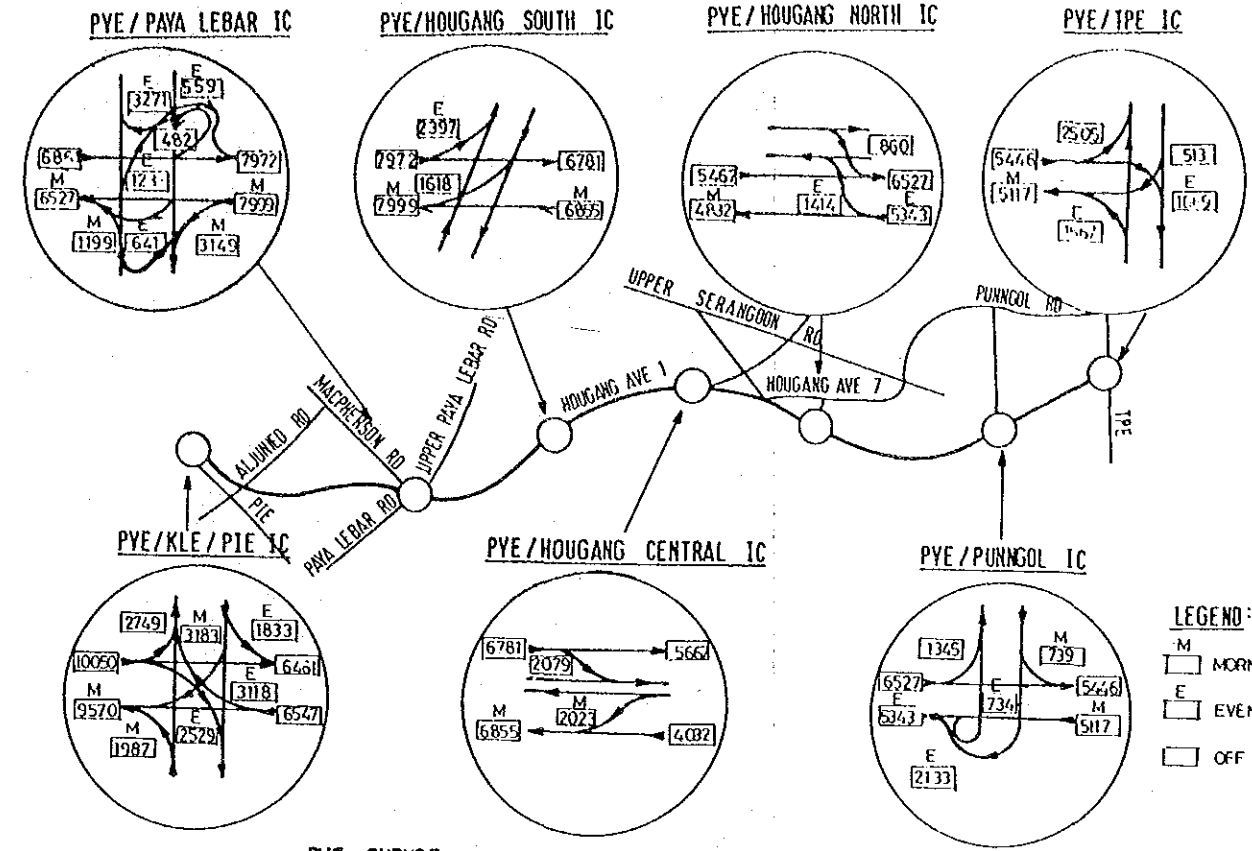 PYE/PAYA LEBAR IC
PYE/HOUGANG SOUTH IC
PYE/HOUGANG NORTH IC
PYE/TPE IC
E
3271
E
559
482
E
7972
M
6527
M
7999
M
1199
E
641
M
3149
E
2397
7972
6781
1618
M
7999
M
6855
860
5467
6527
M
4832
E
1414
E
5343
2505
5446
513
M
5117
E
E
UPPER SERANGOON RD
PUNNGOL RD
HOUGANG AVE 1
HOUGANG AVE 7
UPPER PAYA LEBAR RD
MACPHERSON RD
ALJUNIED RD
PIE
PAYA LEBAR RD
TPE
PYE/KLE/PIE IC
PYE/HOUGANG CENTRAL IC
PYE/PUNNGOL IC
2749
M
3183
E
1833
10050
6461
M
9570
E
3118
6547
M
1987
E
2529
6781
5662
2079
M
2023
M
6855
4032
1345
M
739
6527
5446
E
734
E
5343
M
5117
E
2133
LEGEND:
M
MORN
E
EVEN
OFF